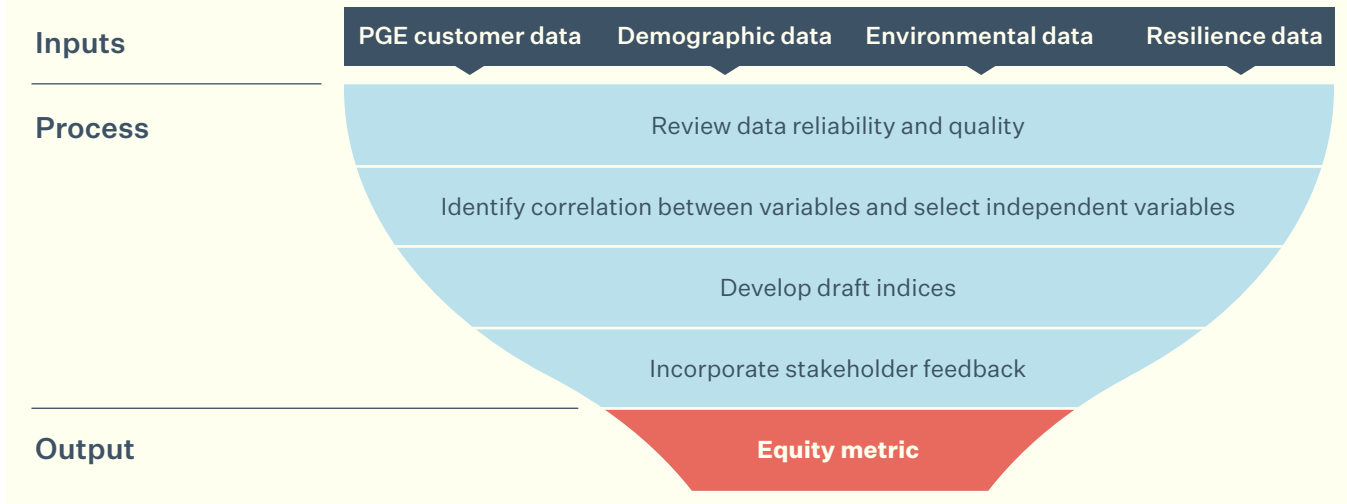 Inputs
PGE customer data
Demographic data
Environmental data
Resilience data
Process
Review data reliability and quality
Identify correlation between variables and select independent variables
Develop draft indices
Incorporate stakeholder feedback
Output
Equity metric